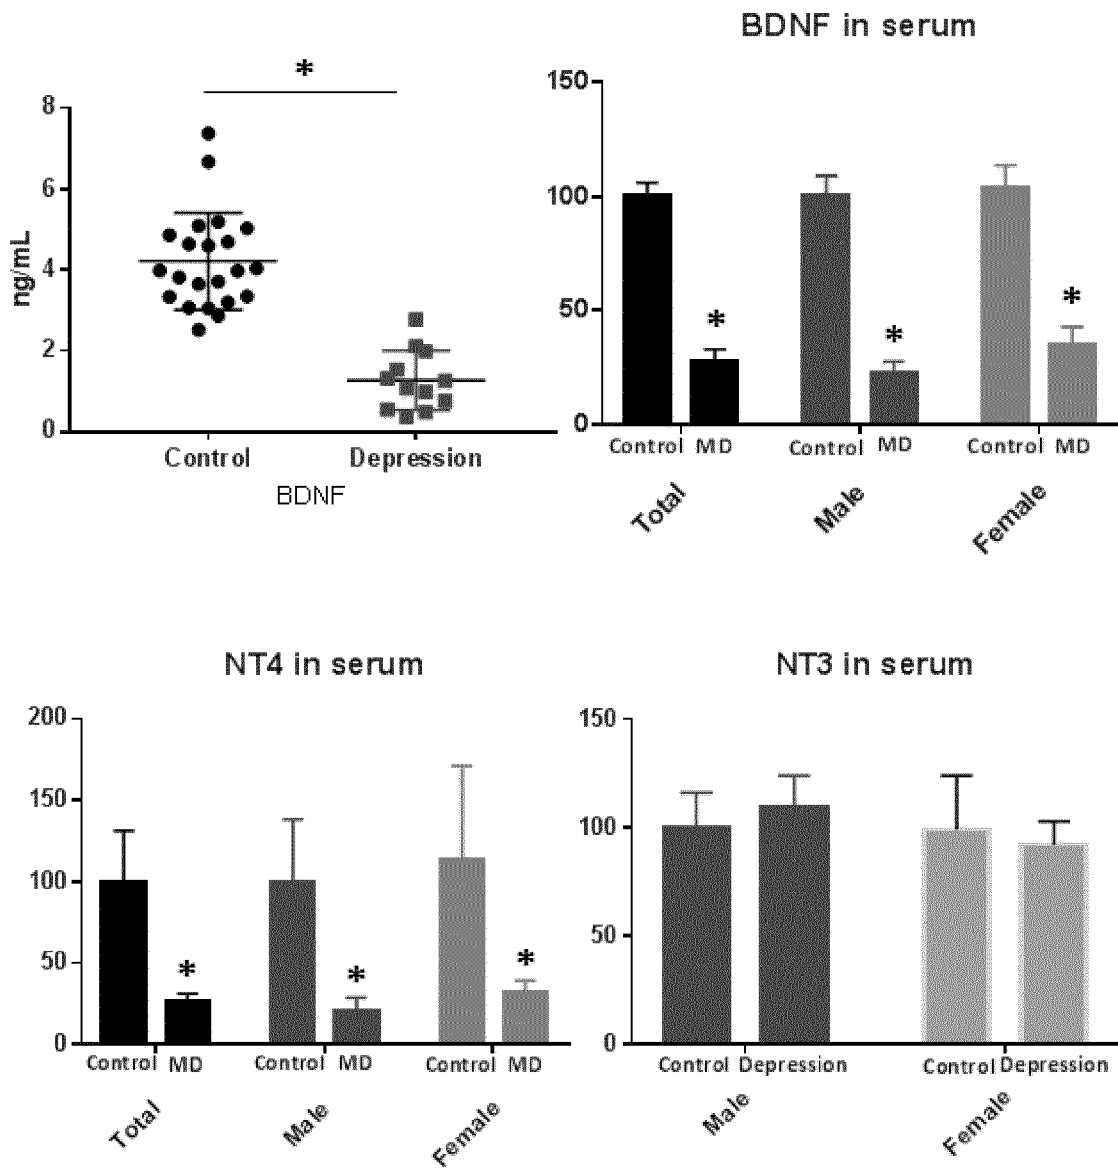 *
8
6
4
2
0
ng/mL
Control Depression
BDNF
BDNF in serum
150
100
50
0
* * *
Control MD Control MD Control MD
Total Male Female
NT4 in serum
200
150
100
50
0
* * *
Control MD Control MD Control MD
Total Male Female
NT3 in serum
150
100
50
0
Control Depression Control Depression
Male Female